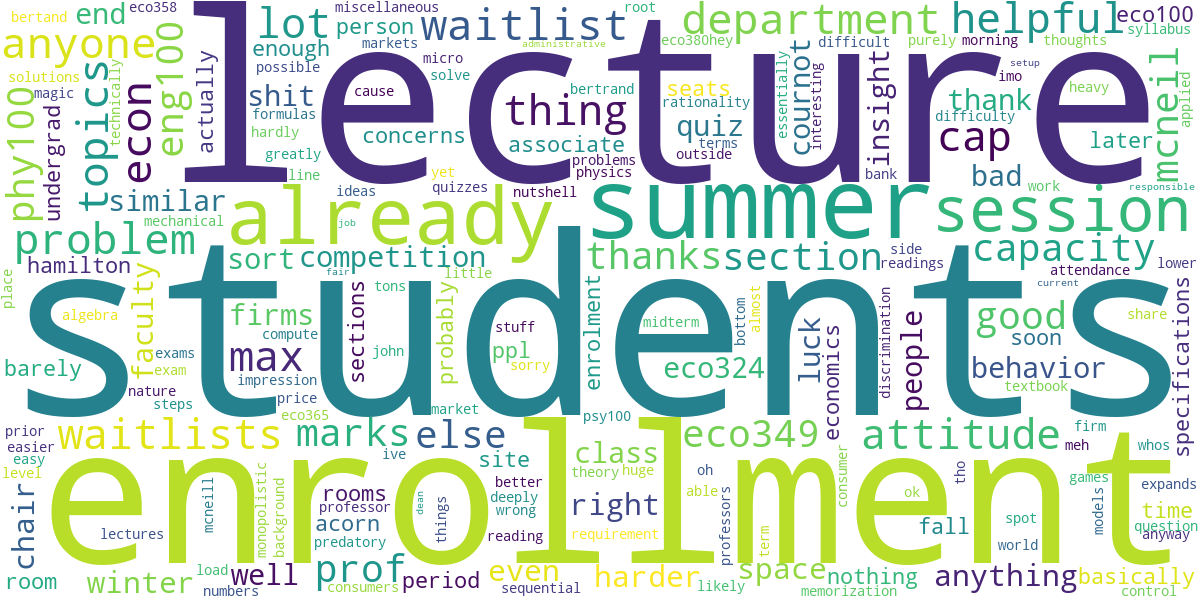 lecture
students
enrollment
summer
already
session
department
helpful
waitlist
anyone
end
eco358
miscellaneous
root
bertrand
lot
person
markets
administrative
eco380hey
difficult
purely
morning
thoughts
eco100
syllabus
enough
micro
solutions
magic
technically
actually
possible
solve
shit
cause
thing
bertrand
seats
rationality
essentially
interesting
cournot
insight
setup
imo
heavy
thank
difficulty
applied
phy100
undergrad
topics
econ
eng100
formulas
hardly
concerns
associate
quiz
terms
outside
bank
cap
later
mcneil
greatly
line
problems
physics
similar
mechanical
ideas
quizzes
nutshell
yet
job
bad
work
responsible
problem
hamilton
sort
competition
fair
little
thanks
section
side
readings
capacity
attendance
current
lower
place
algebra
faculty
firms
compute
tons
john
sections
probably
stuff
ppl
sorry
enrolment
midterm
bottom
almost
luck
economics
discrimination
people
good
soon
share
behavior
textbook
specifications
barely
exams
exam
nature
steps
max
impression
price
eco365
market
eco324
psy100
firm
meh
whos
prior
easier
easy
level
waitlists
marks
else
ive
site
class
theory
huge
eco349
oh
able
attitude
consumer
tho
ok
games
models
expands
time
question
anyway
chair
lectures
mcneill
monopolistic
background
rooms
professor
acorn
predatory
dean
things
better
deeply
wrong
reading
right
requirement
professors
term
fall
spot
world
room
winter
load
numbers
well
prof
consumers
period
even
sequential
harder
likely
space
nothing
memorization
anything
basically
control